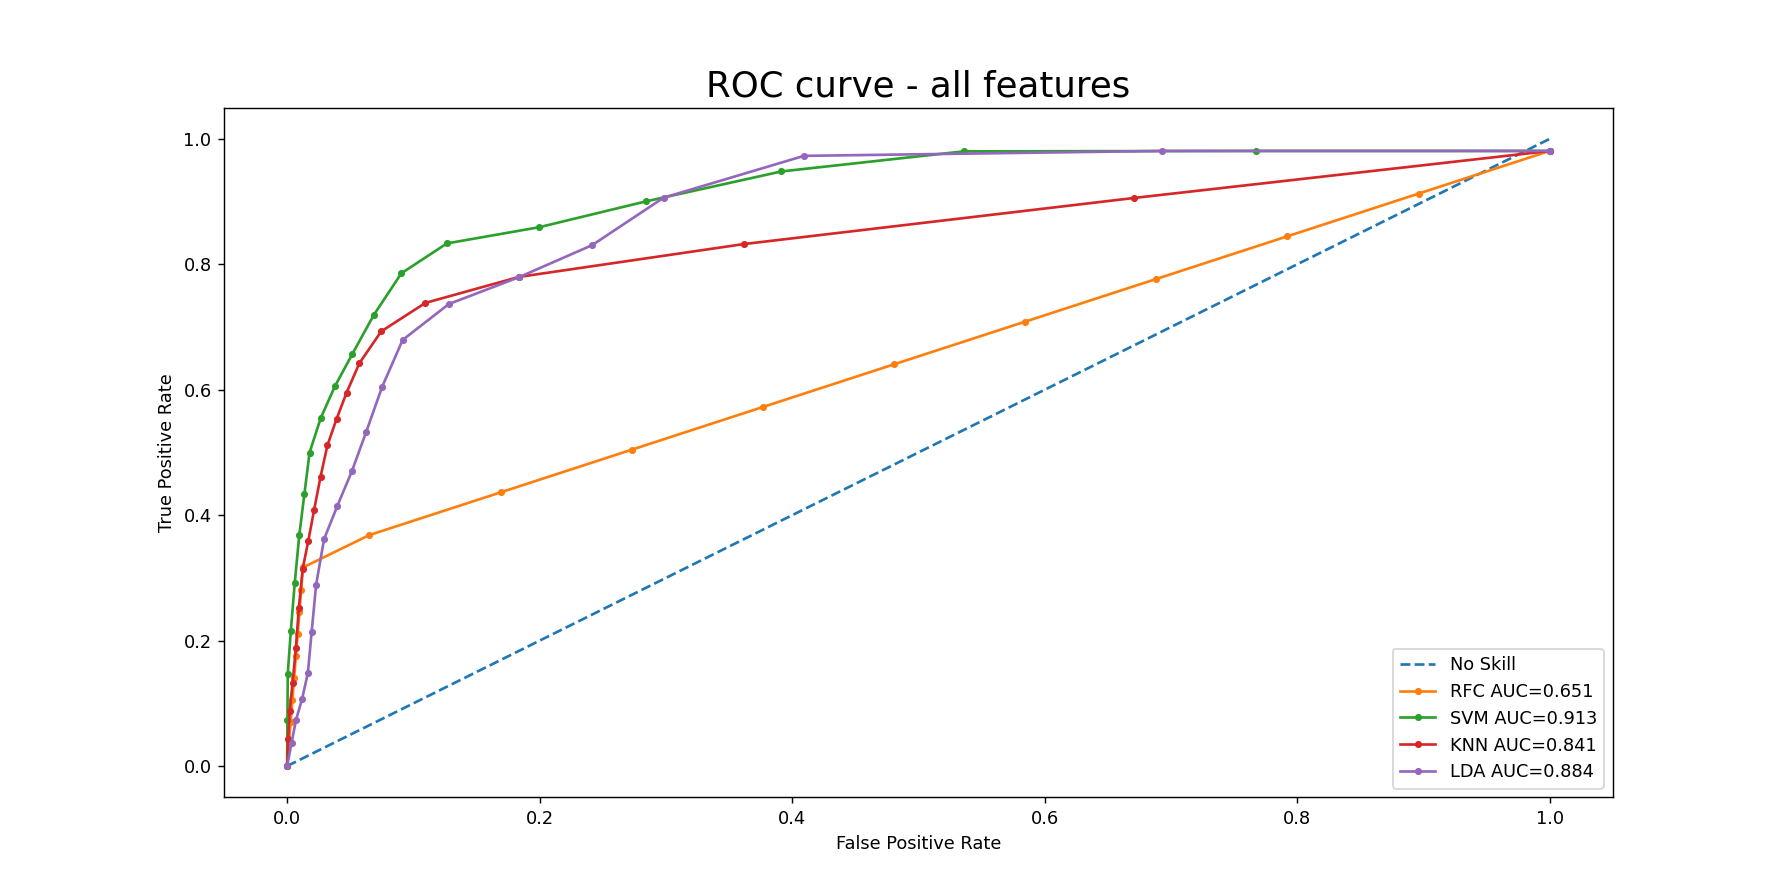 ROC curve - all features
True Positive Rate
1.0
0.8
0.6
0.4
0.2
0.0
0.0 0.2 0.4 0.6 0.8 1.0
False Positive Rate
No Skill
RFC AUC=0.651
SVM AUC=0.913
KNN AUC=0.841
LDA AUC=0.884